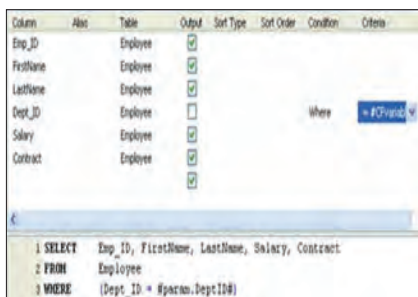 Column Alias Table Output Sort Type Sort Order Condition Criteria
Emp_ID Employee
FirstName Employee
LastName Employee
Dept_ID Employee Where = #CFvariabl
Salary Employee
Contract Employee
1 SELECT Emp_ID, FirstName, LastName, Salary, Contract
2 FROM Employee
3 WHERE (Dept_ID = #param.DeptID#)